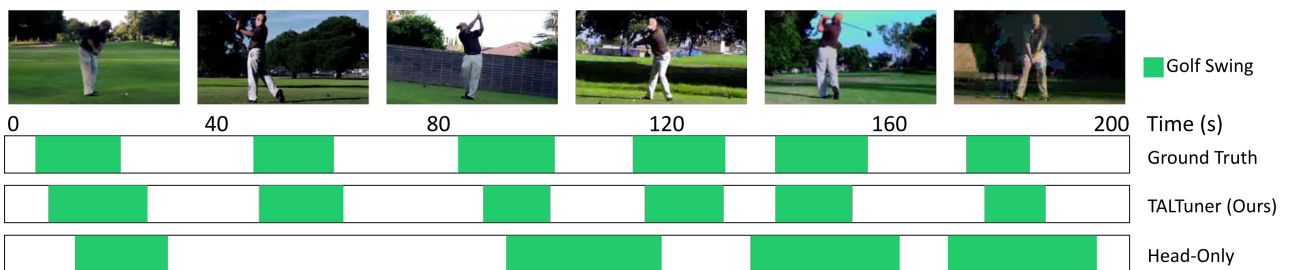 Golf Swing
0 40 80 120 160 200 Time (s)
Ground Truth
TALTuner (Ours)
Head-Only